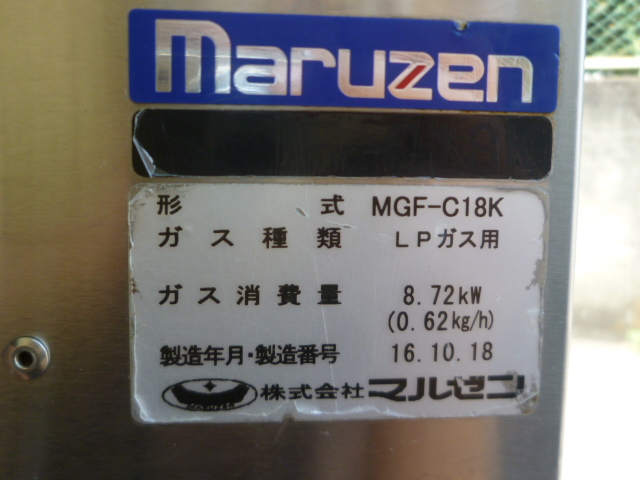 maruzen
形式 MGF-C18K
ガス種類 LPガス用
ガス消費量 8.72kW
(0.62kg/h)
製造年月・製造番号 16.10.18
MARUZEN 株式会社マルゼン